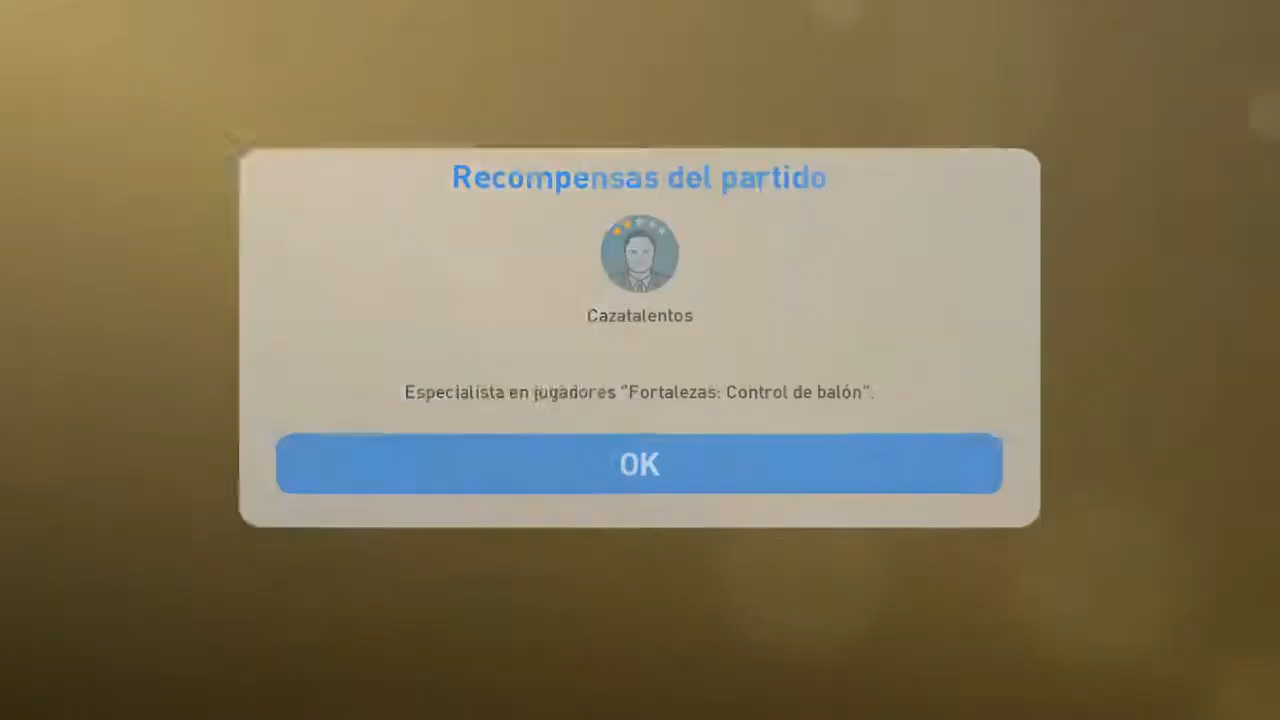 Recompensas del partido
Cazatalentos
Especialista en jugadores "Fortalezas: Control de balón".
OK